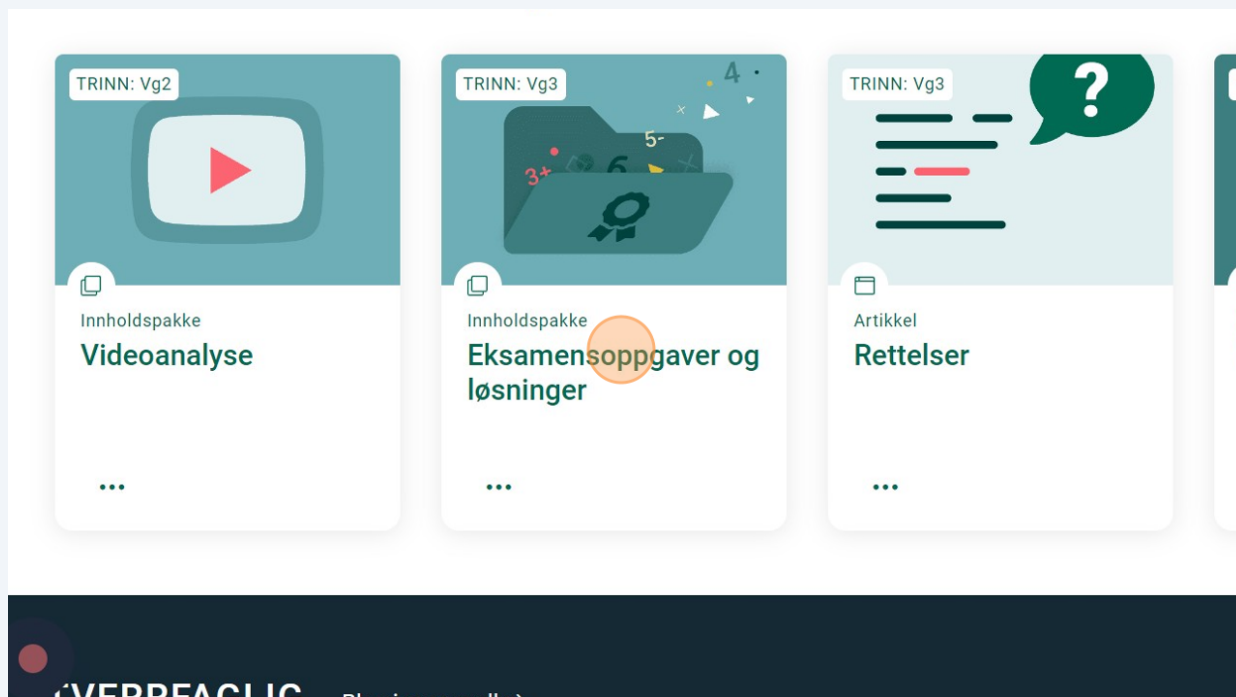 TRINN: Vg2
Innholdspakke
Videoanalyse
...
TRINN: Vg3
4
5-
3+
6
Innholdspakke
Eksamensoppgaver og
løsninger
...
TRINN: Vg3
?
Artikkel
Rettelser
...